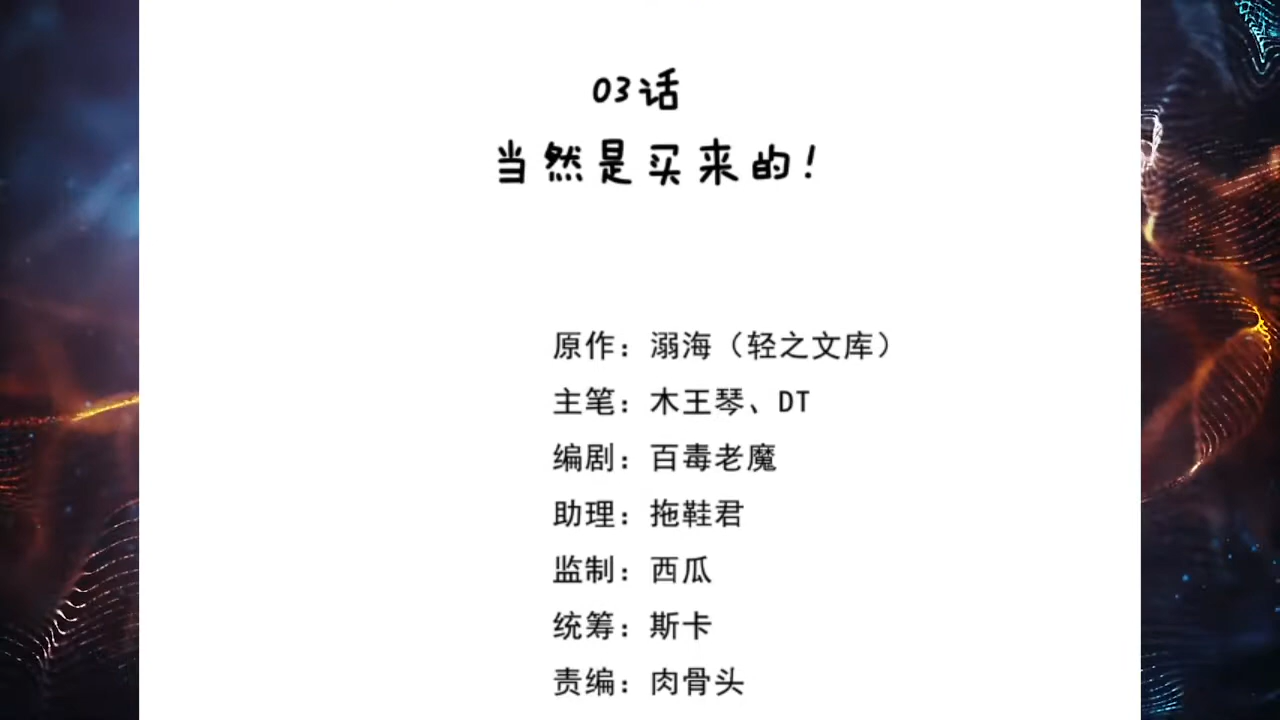 03话
当然是买来的!
原作：溺海（轻之文库）
主笔：木王琴、DT
编剧：百毒老魔
助理：拖鞋君
监制：西瓜
统筹：斯卡
责编：肉骨头